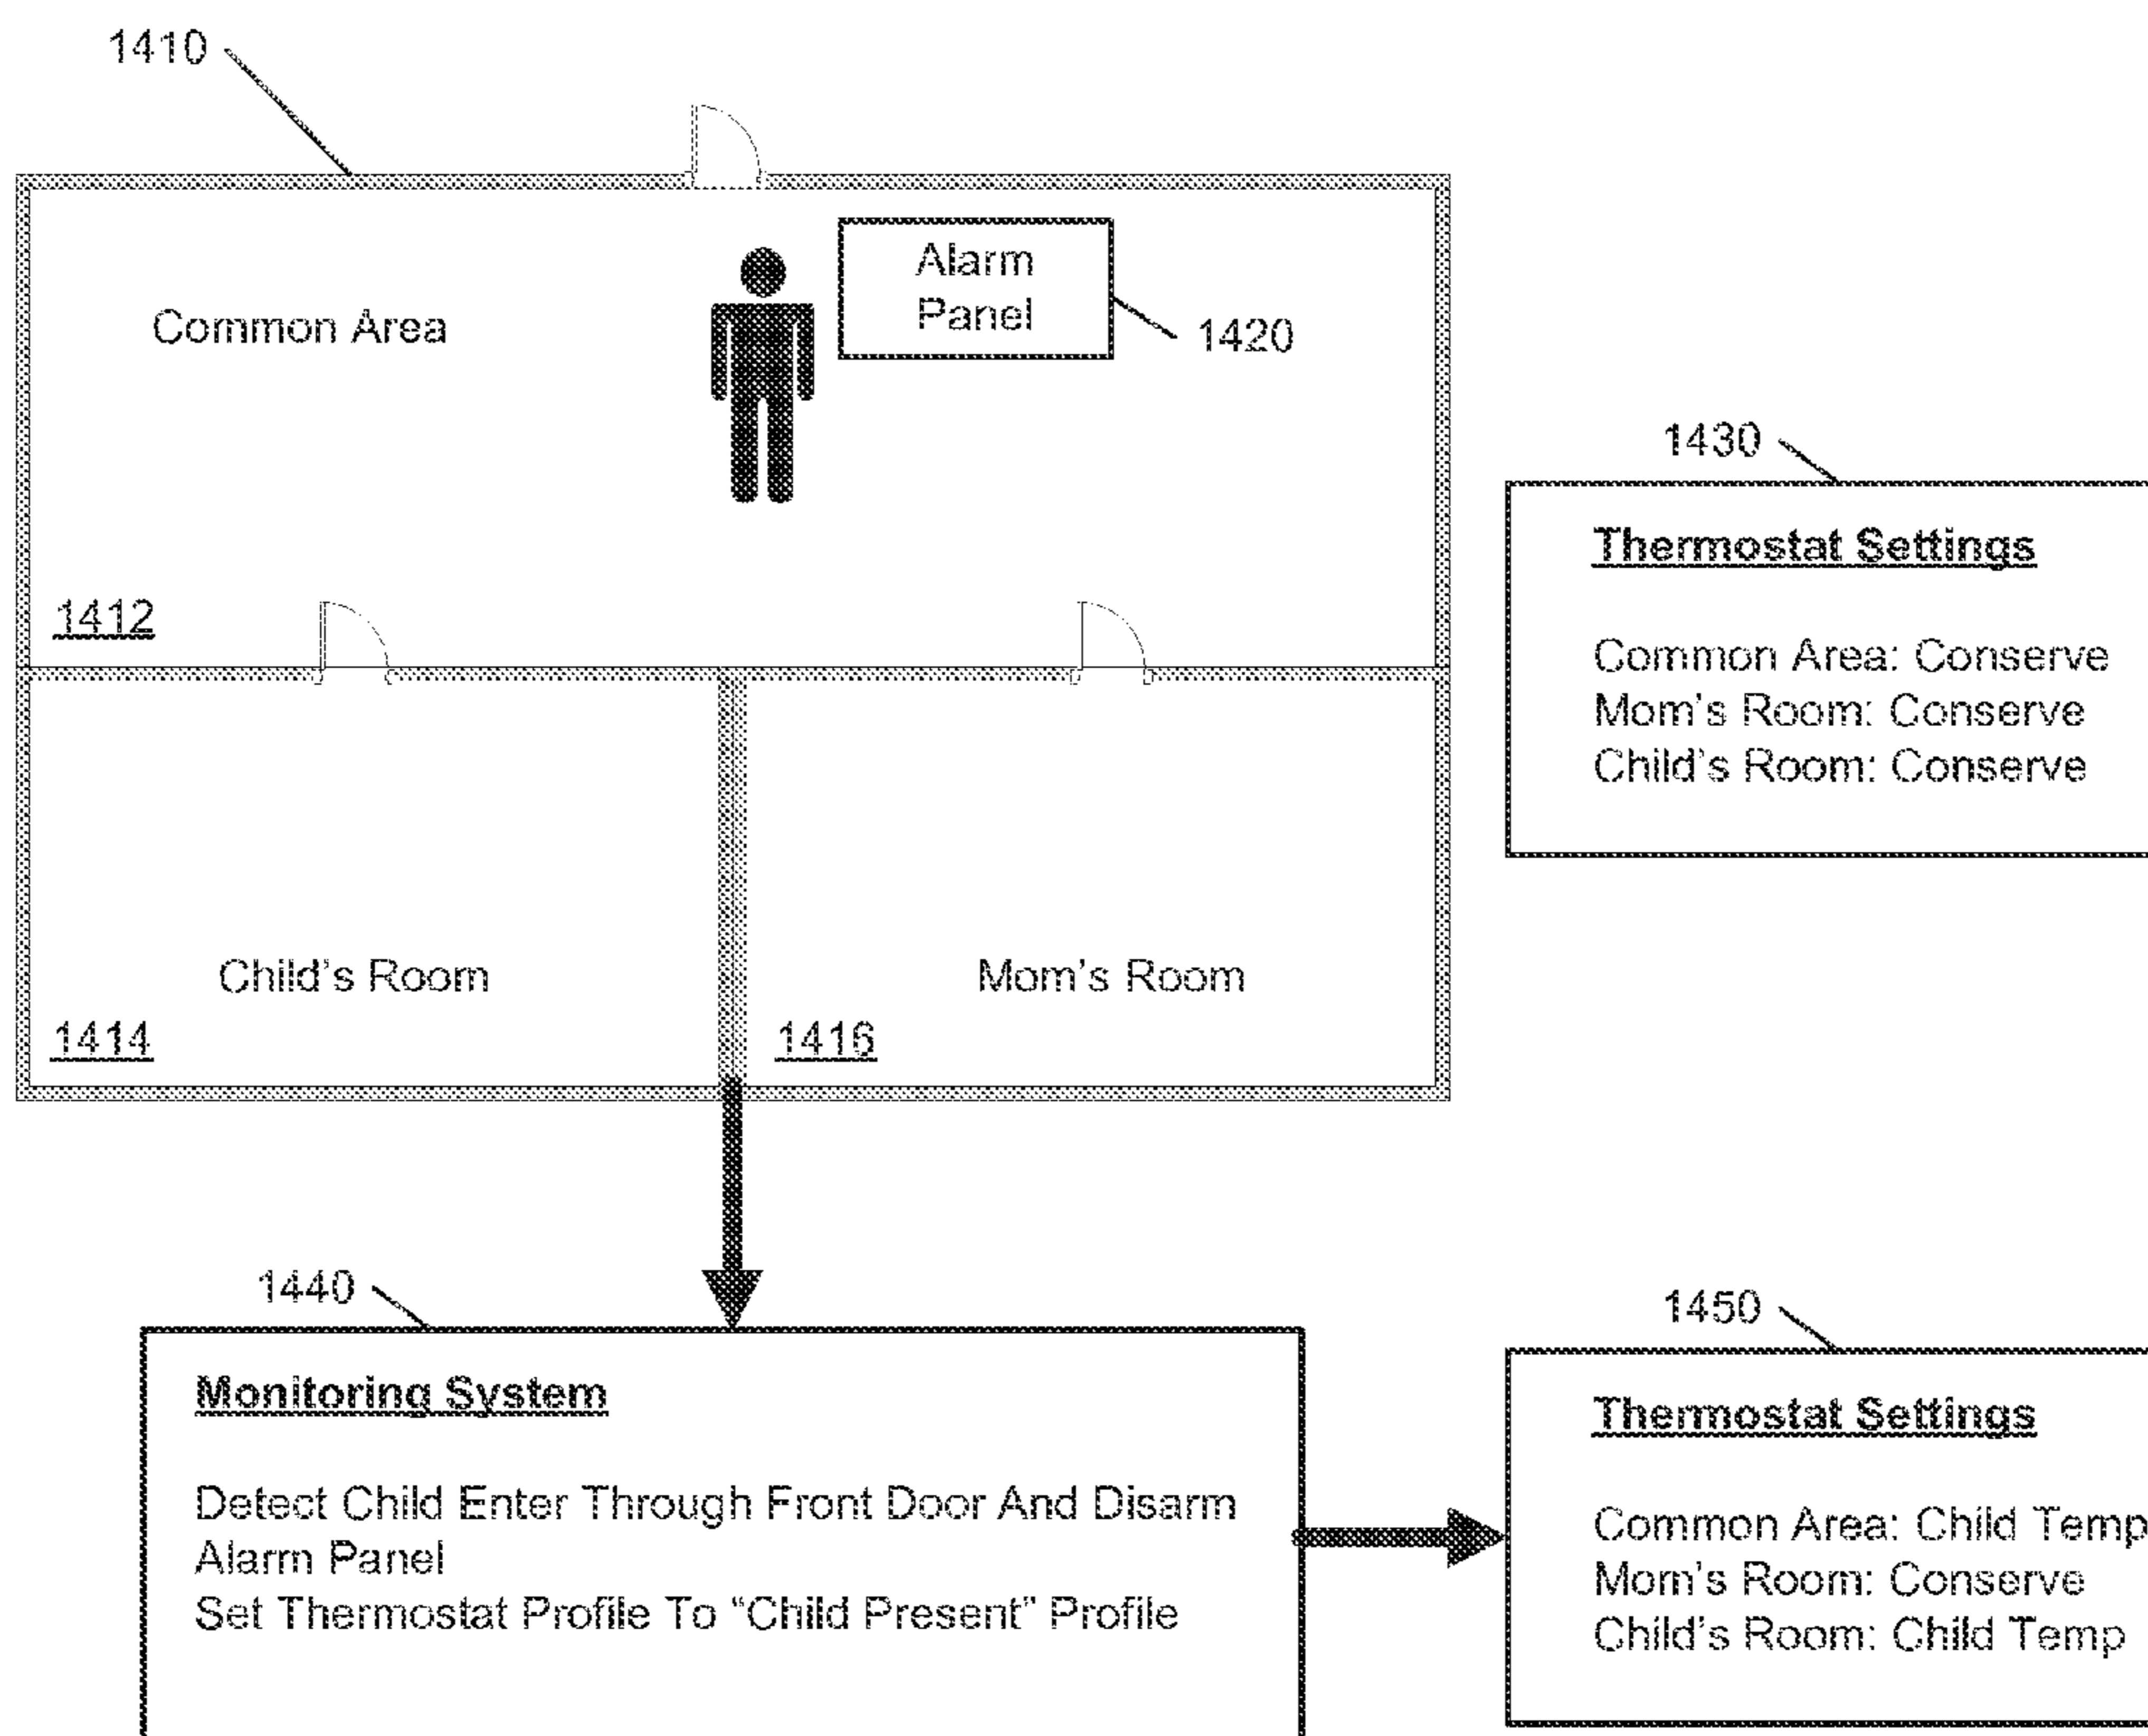 1410
Alarm
Panel
Common Area
1420
1430
Thermostat Settings
Common Area: Conserve
Mom's Room: Conserve
Child's Room: Conserve
1412
Child's Room
Mom's Room
1414
1416
1440
Monitoring System
Detect Child Enter Through Front Door And Disarm
Alarm Panel
Set Thermostat Profile To “Child Present” Profile
1450
Thermostat Settings
Common Area: Child Temp
Mom's Room: Conserve
Child's Room: Child Temp